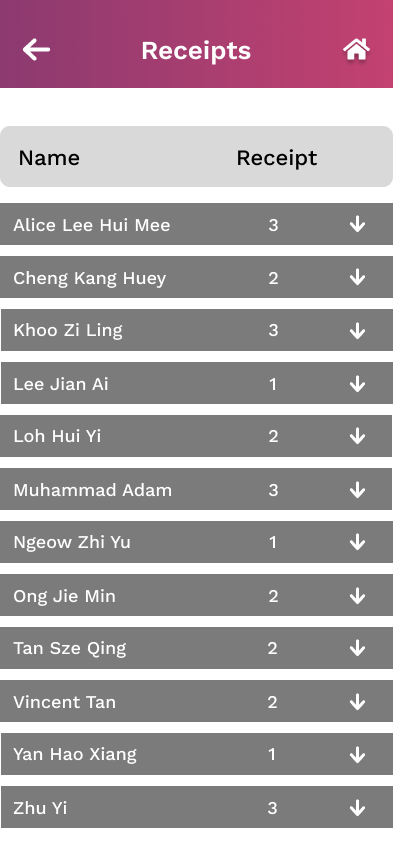 Receipts
Name Receipt
Alice Lee Hui Mee 3
Cheng Kang Huey 2
Khoo Zi Ling 3
Lee Jian Ai 1
Loh Hui Yi 2
Muhammad Adam 3
Ngeow Zhi Yu 1
Ong Jie Min 2
Tan Sze Qing 2
Vincent Tan 2
Yan Hao Xiang 1
Zhu Yi 3